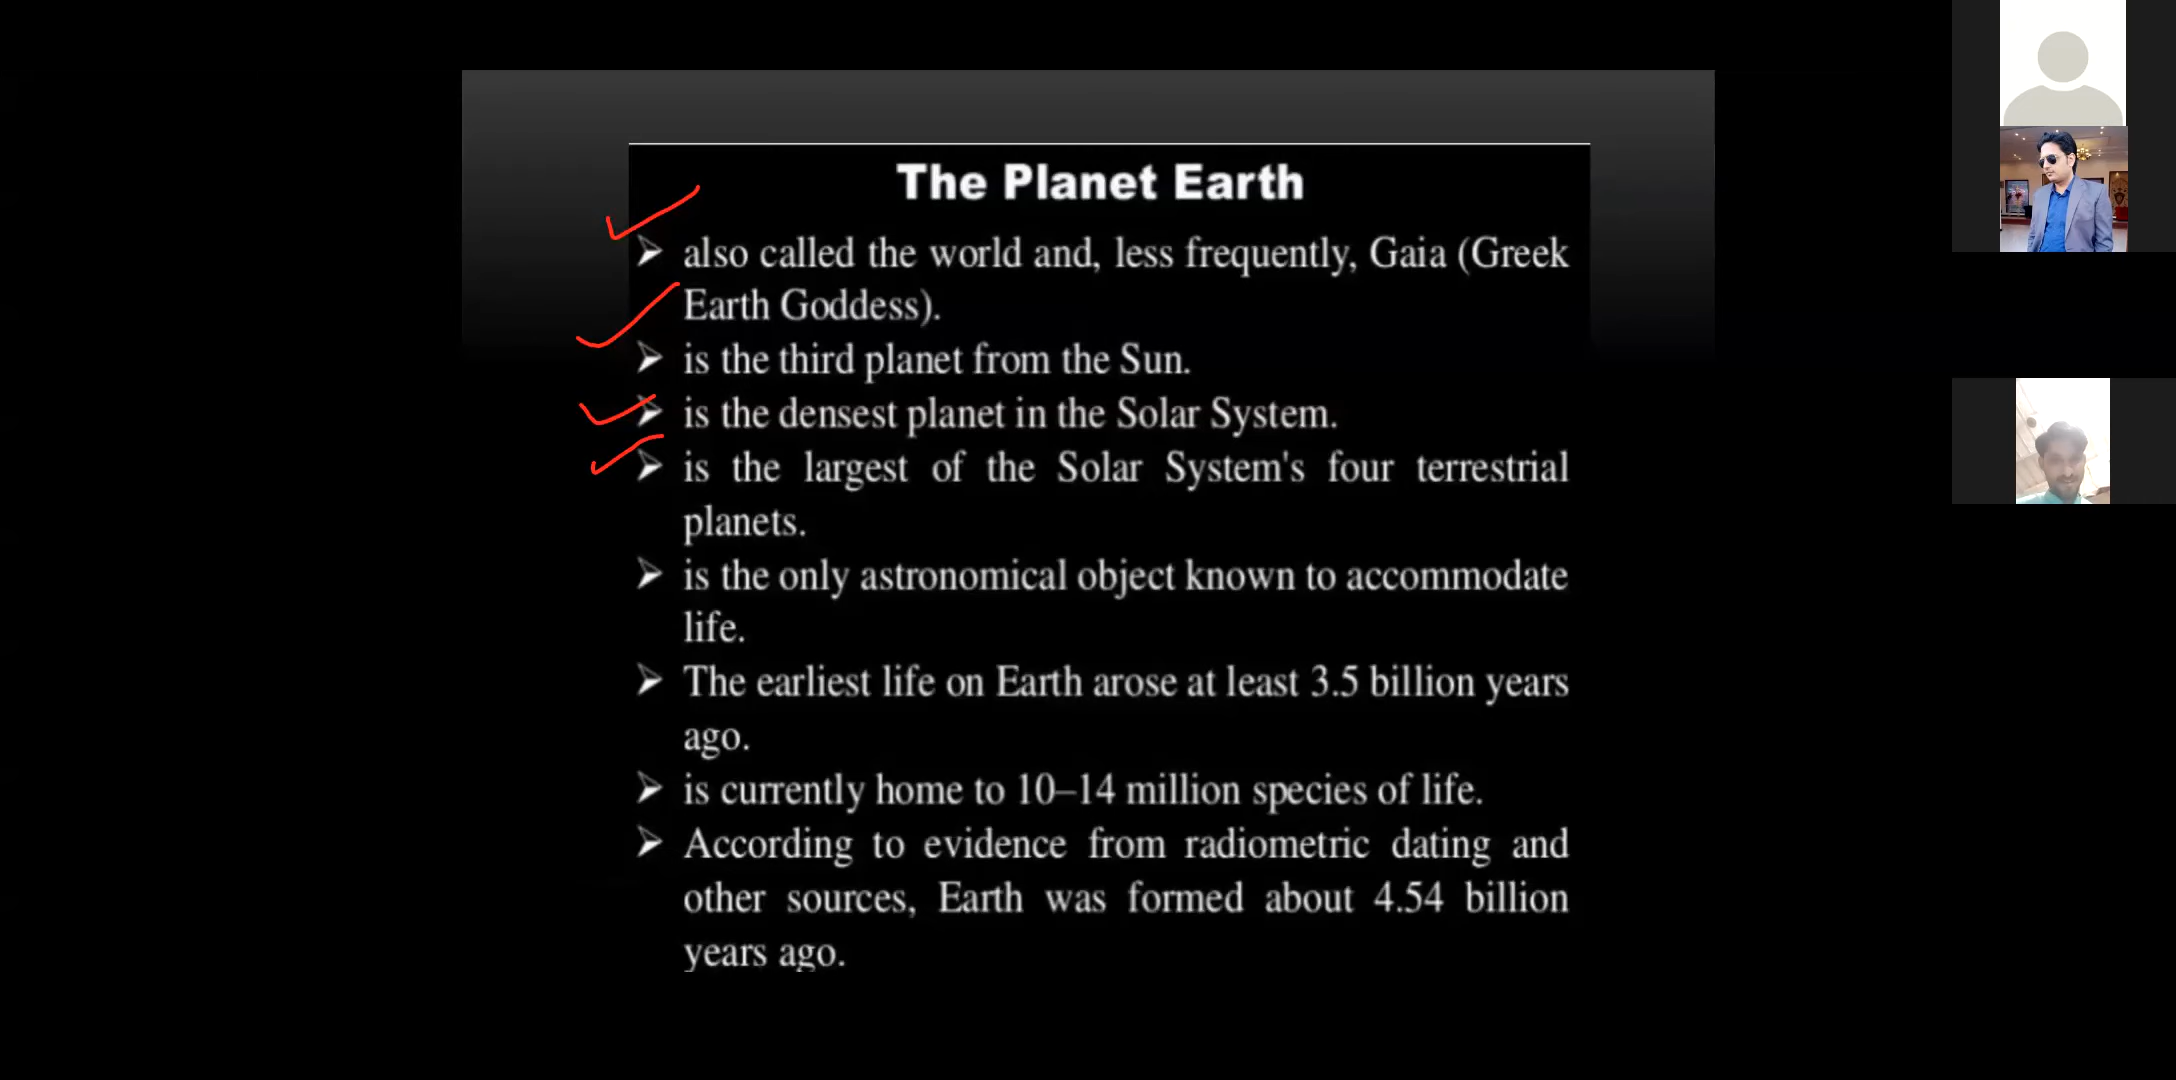 The Planet Earth
also called the world and, less frequently, Gaia (Greek
Earth Goddess).
is the third planet from the Sun.
is the densest planet in the Solar System.
is the largest of the Solar System's four terrestrial
planets.
is the only astronomical object known to accommodate
life.
The earliest life on Earth arose at least 3.5 billion years
ago.
is currently home to 10–14 million species of life.
According to evidence from radiometric dating and
other sources, Earth was formed about 4.54 billion
years ago.